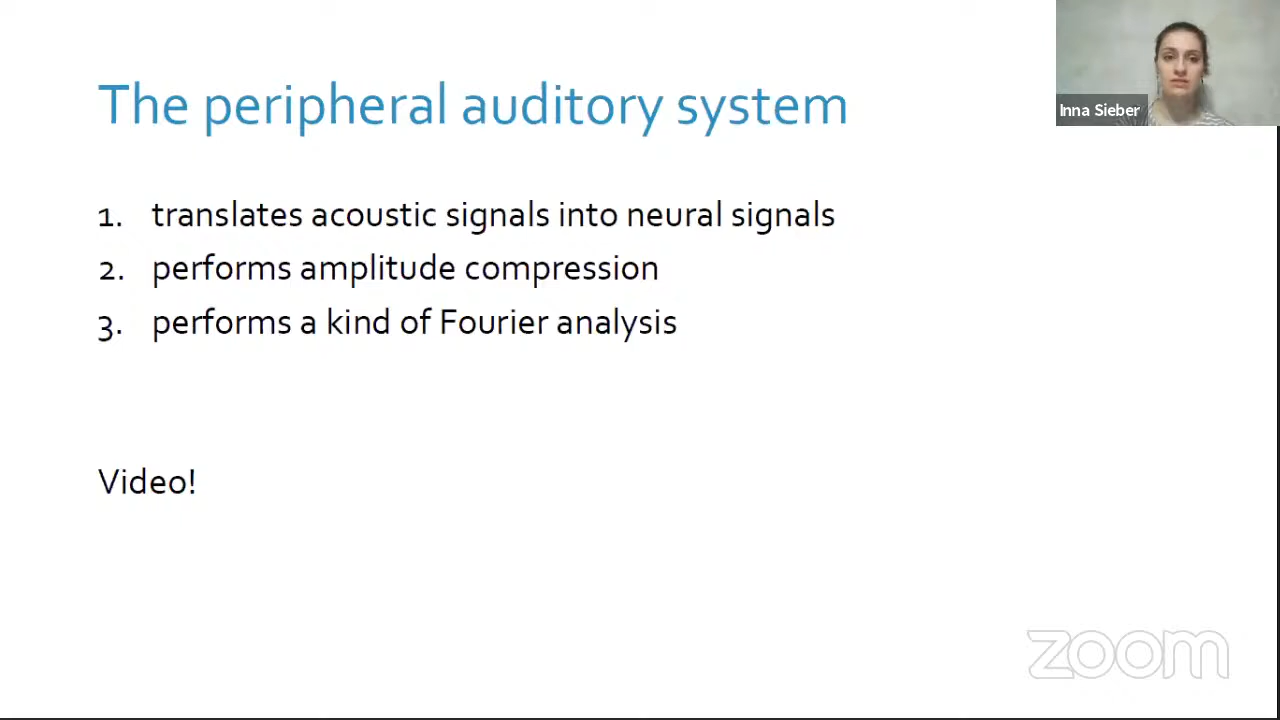 The peripheral auditory system
Inna Sieber
1. translates acoustic signals into neural signals
2. performs amplitude compression
3. performs a kind of Fourier analysis
Video!
zoom